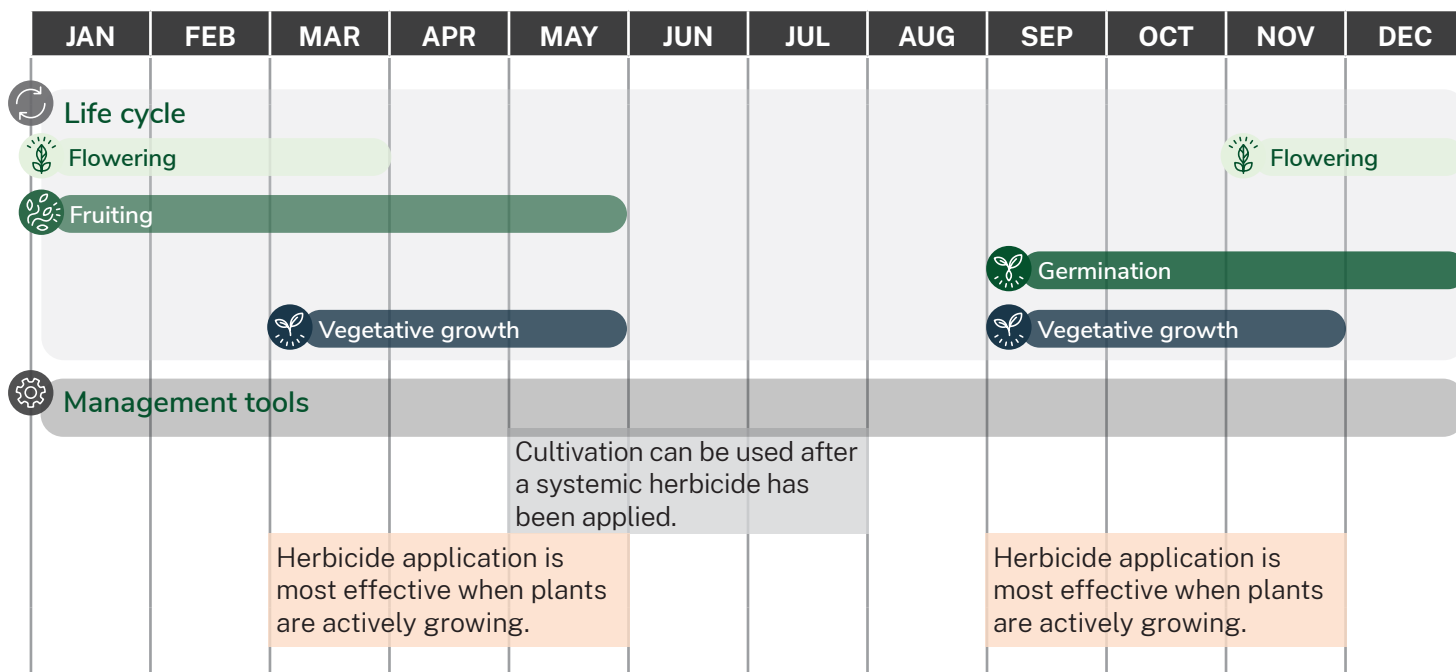 JAN FEB MAR APR MAY JUN JUL AUG SEP OCT NOV DEC
Life cycle
Flowering Flowering
Fruiting
Germination
Vegetative growth Vegetative growth
Management tools
Cultivation can be used after
a systemic herbicide has
been applied.
Herbicide application is
most effective when plants
are actively growing.
Herbicide application is
most effective when plants
are actively growing.